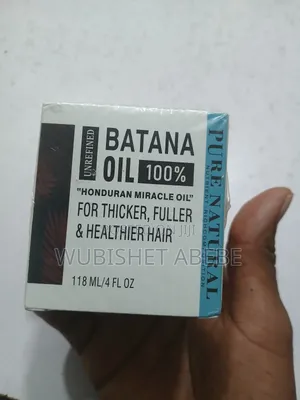 UNREFINED
BATANA
OIL 100%
"HONDURAN MIRACLE OIL"
FOR THICKER, FULLER
& HEALTHIER HAIR
118 ML/4 FL OZ
PURE NATURAL
WUBISHET ABEBE